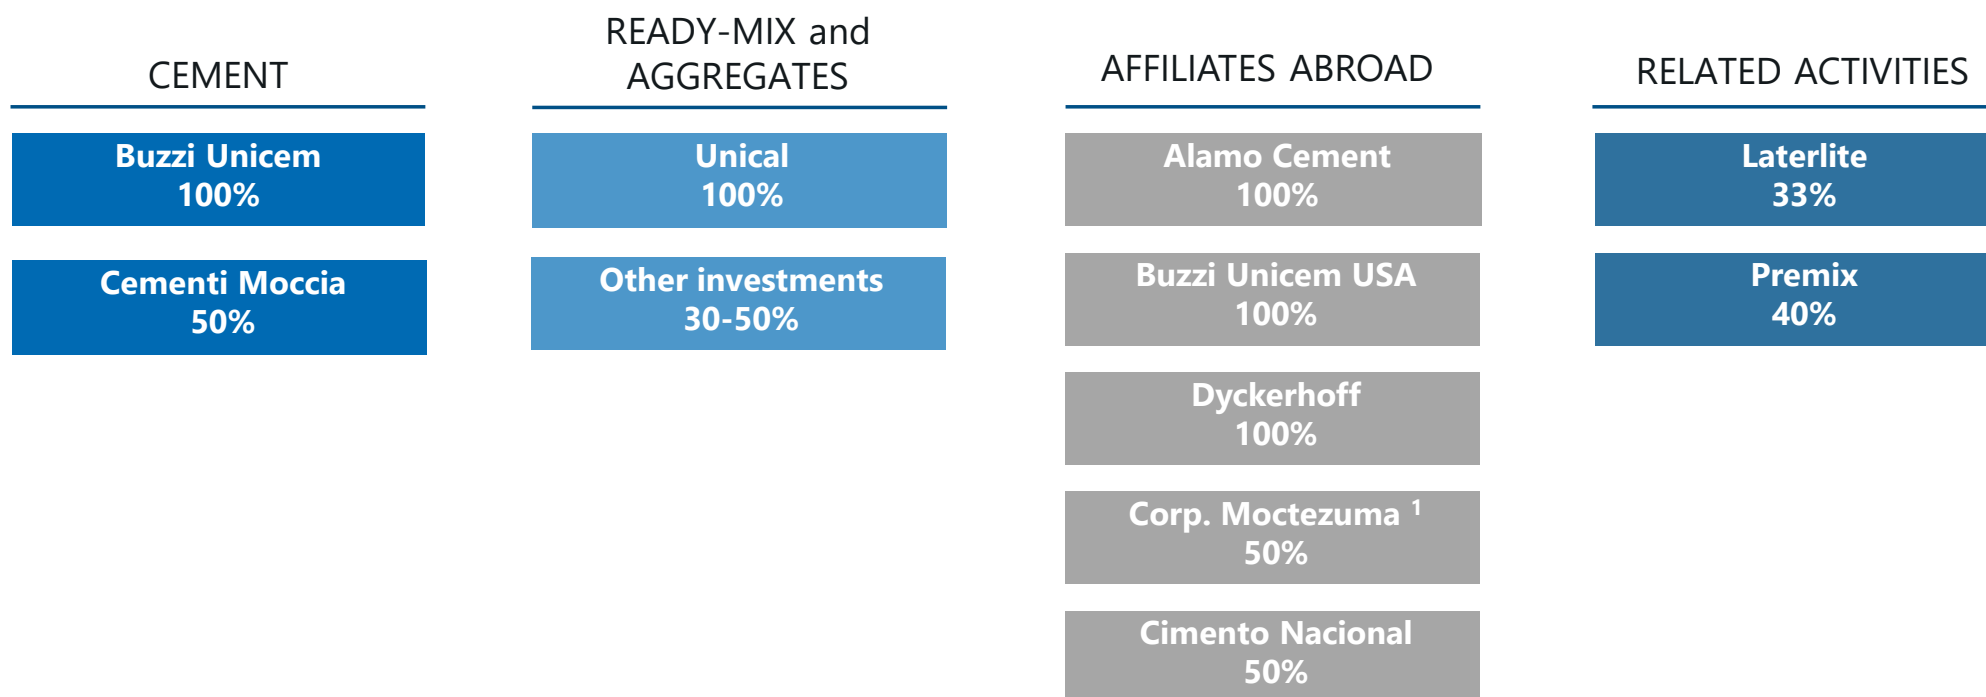 CEMENT
Buzzi Unicem
100%
Cementi Moccia
50%
READY-MIX and
AGGREGATES
Unical
100%
Other investments
30-50%
AFFILIATES ABROAD
Alamo Cement
100%
Buzzi Unicem USA
100%
Dyckerhoff
100%
Corp. Moctezuma ¹
50%
Cimento Nacional
50%
RELATED ACTIVITIES
Laterlite
33%
Premix
40%